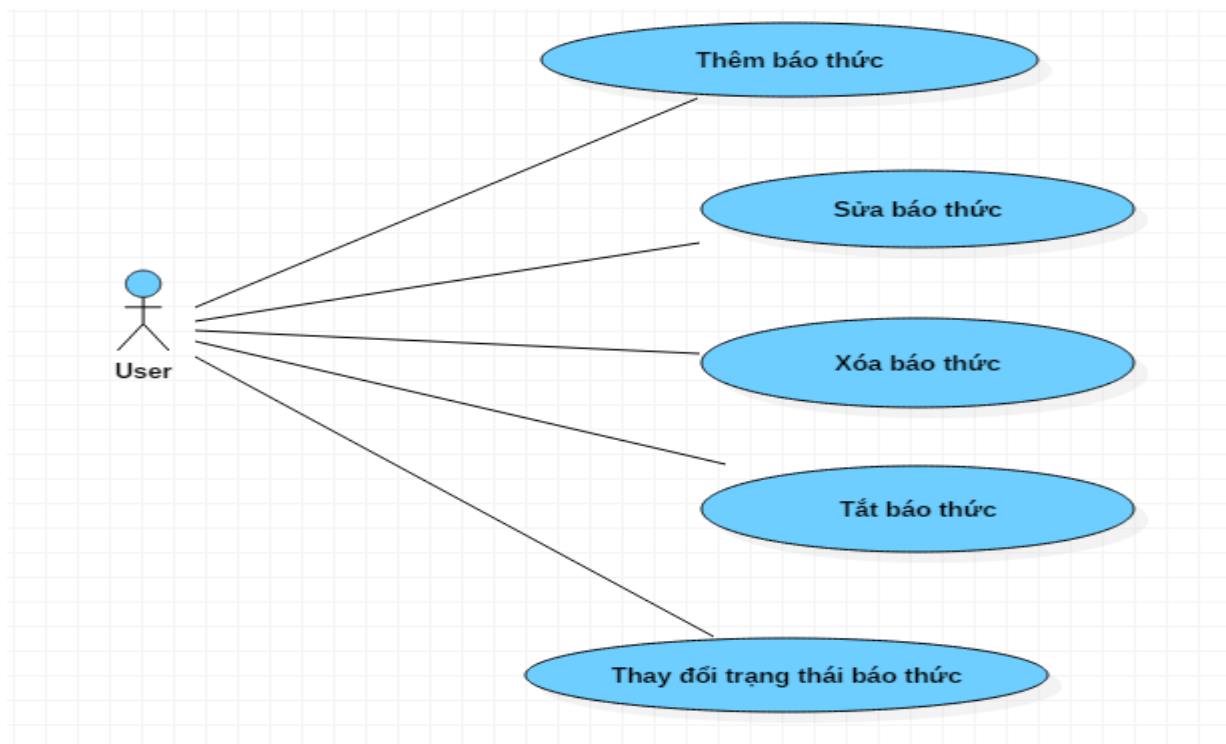 Thêm báo thức
Sửa báo thức
User
Xóa báo thức
Tắt báo thức
Thay đổi trạng thái báo thức